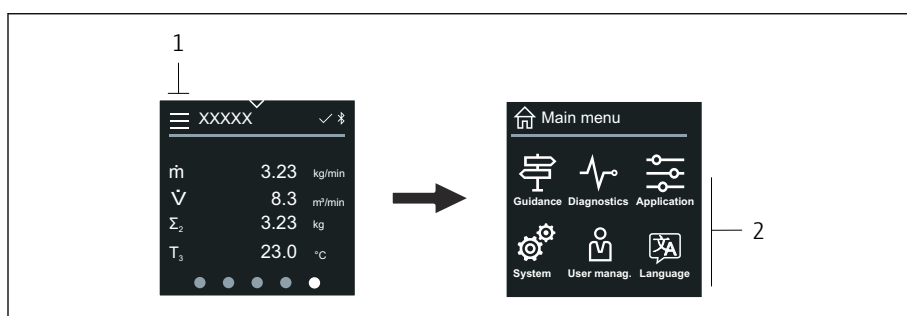 1
XXXXX
ṁ 3.23 kg/min
V̇ 8.3 m³/min
Σ₂ 3.23 kg
T₃ 23.0 °C
Main menu
Guidance Diagnostics Application
System User manag. Language
2